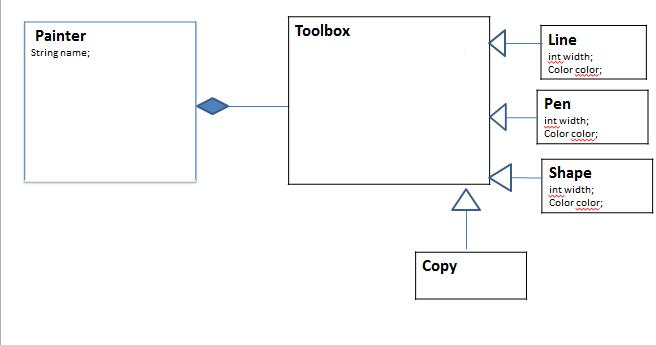 Painter
String name;
Toolbox
Line
int width;
Color color;
Pen
int width;
Color color;
Shape
int width;
Color color;
Copy